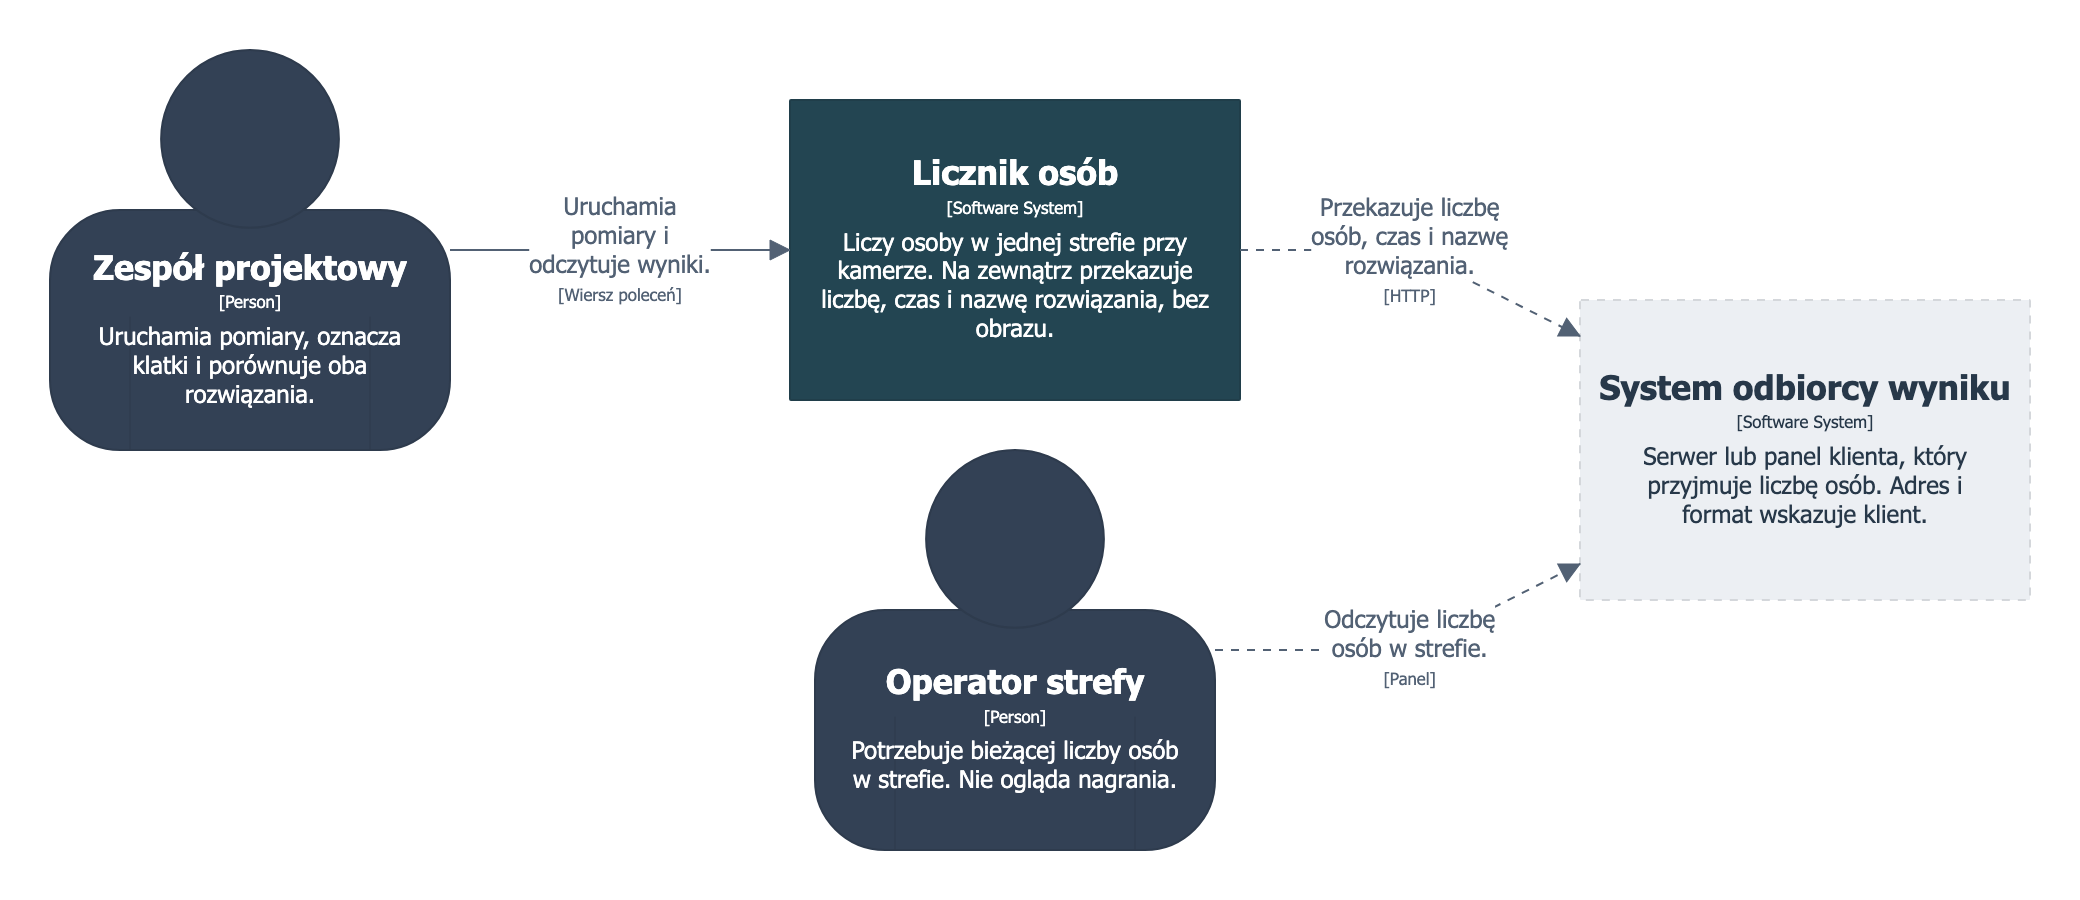 Zespół projektowy
[Person]
Uruchamia pomiary, oznacza
klatki i porównuje oba
rozwiązania.
Uruchamia
pomiary i
odczytuje wyniki.
[Wiersz poleceń]
Licznik osób
[Software System]
Liczy osoby w jednej strefie przy
kamerze. Na zewnątrz przekazuje
liczbę, czas i nazwę rozwiązania, bez
obrazu.
Przekazuje liczbę
osób, czas i nazwę
rozwiązania.
[HTTP]
System odbiorcy wyniku
[Software System]
Serwer lub panel klienta, który
przyjmuje liczbę osób. Adres i
format wskazuje klient.
Operator strefy
[Person]
Potrzebuje bieżącej liczby osób
w strefie. Nie ogląda nagrania.
Odczytuje liczbę
osób w strefie.
[Panel]